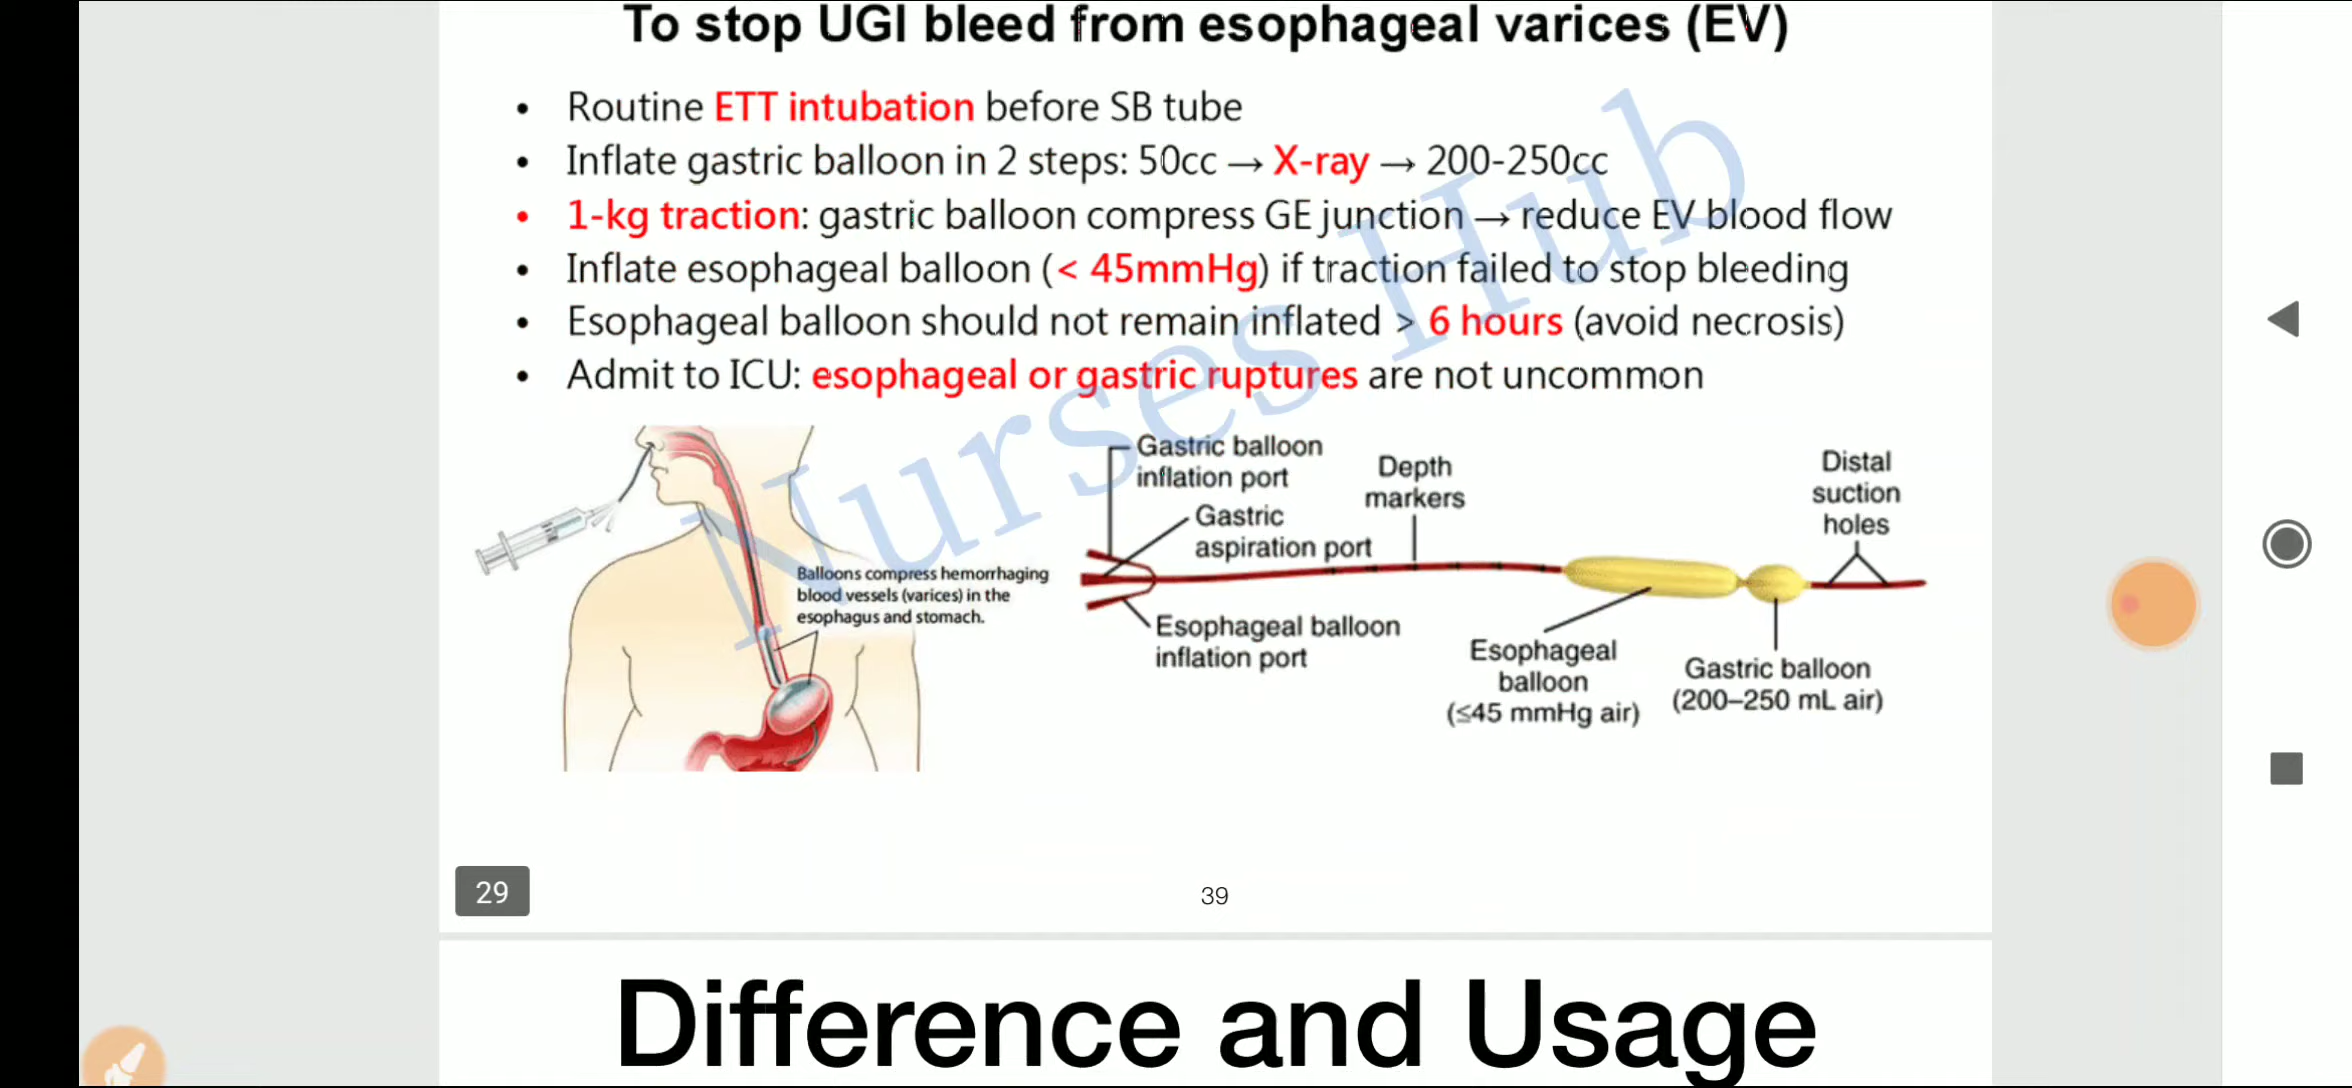 To stop UGI bleed from esophageal varices (EV)
• Routine ETT intubation before SB tube
• Inflate gastric balloon in 2 steps: 50cc → X-ray → 200-250cc
• 1-kg traction: gastric balloon compress GE junction → reduce EV blood flow
• Inflate esophageal balloon (< 45mmHg) if traction failed to stop bleeding
• Esophageal balloon should not remain inflated > 6 hours (avoid necrosis)
• Admit to ICU: esophageal or gastric ruptures are not uncommon
Nurses Hub
Balloons compress hemorrhaging
blood vessels (varices) in the
esophagus and stomach.
Gastric balloon
inflation port
Gastric
aspiration port
Depth
markers
Distal
suction
holes
Esophageal balloon
inflation port
Esophageal
balloon
(≤45 mmHg air)
Gastric balloon
(200–250 mL air)
29
39
Difference and Usage